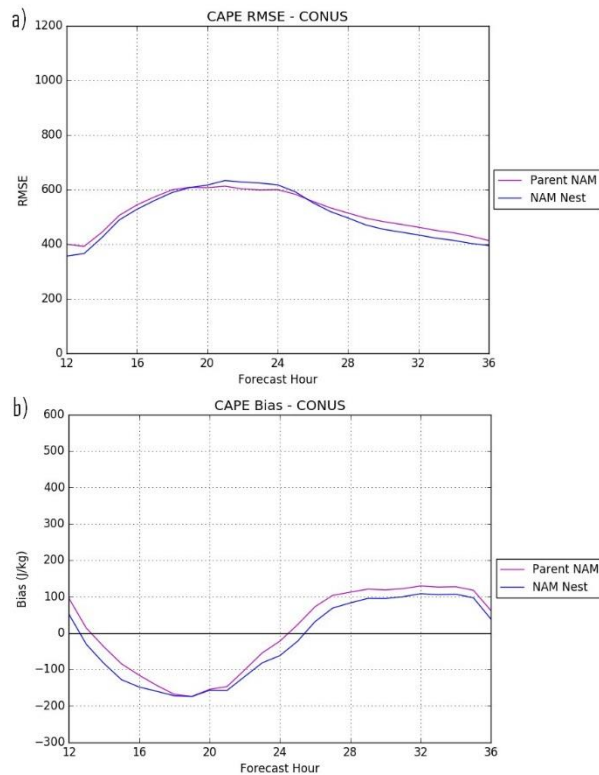 a)
CAPE RMSE - CONUS
1200
1000
800
600
400
200
0
RMSE
12 16 20 24 28 32 36
Forecast Hour
Parent NAM
NAM Nest
b)
CAPE Bias - CONUS
600
500
400
300
200
100
0
−100
−200
−300
Bias (J/kg)
12 16 20 24 28 32 36
Forecast Hour
Parent NAM
NAM Nest